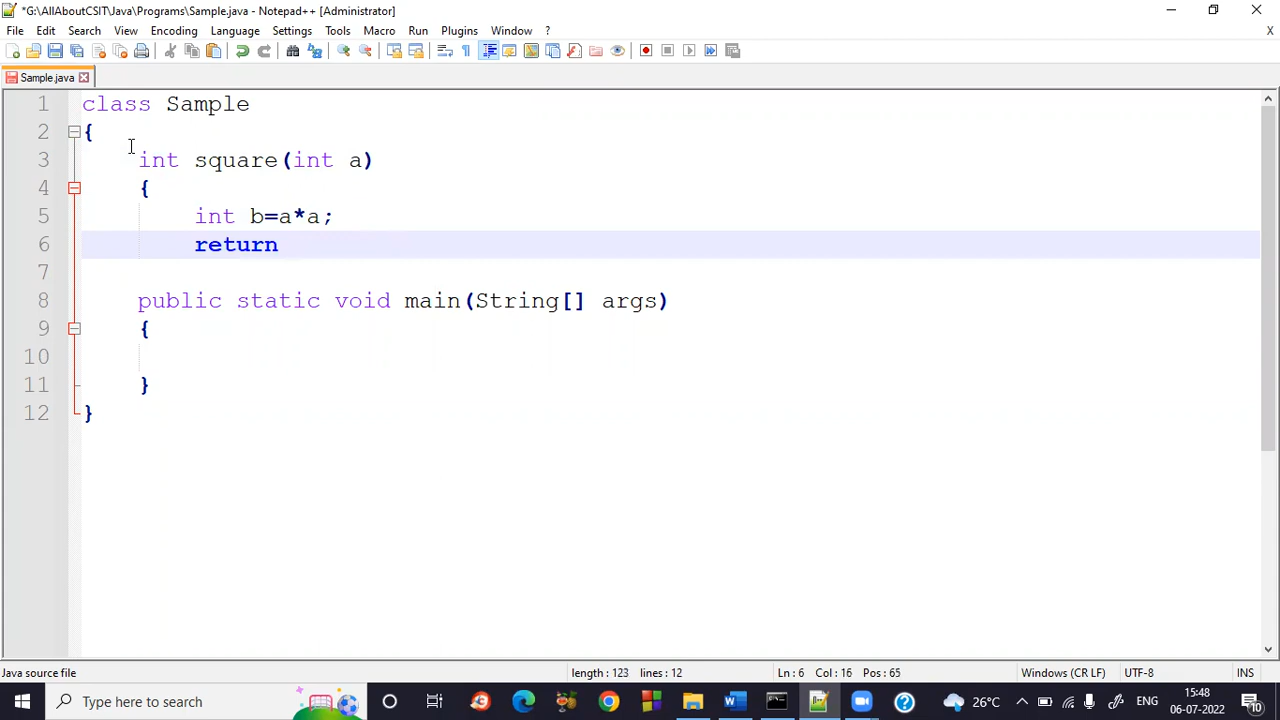 *G:\AllAboutCSIT\Java\Programs\Sample.java - Notepad++ [Administrator]
File Edit Search View Encoding Language Settings Tools Macro Run Plugins Window ? X
Sample.java
1 class Sample
2 {
3 int square(int a)
4 {
5 int b=a*a;
6 return
7
8 public static void main(String[] args)
9 {
10
11 }
12 }
Java source file length : 123 lines : 12 Ln : 6 Col : 16 Pos : 65 Windows (CR LF) UTF-8 INS
Type here to search 26°C ENG 15:48
06-07-2022 10